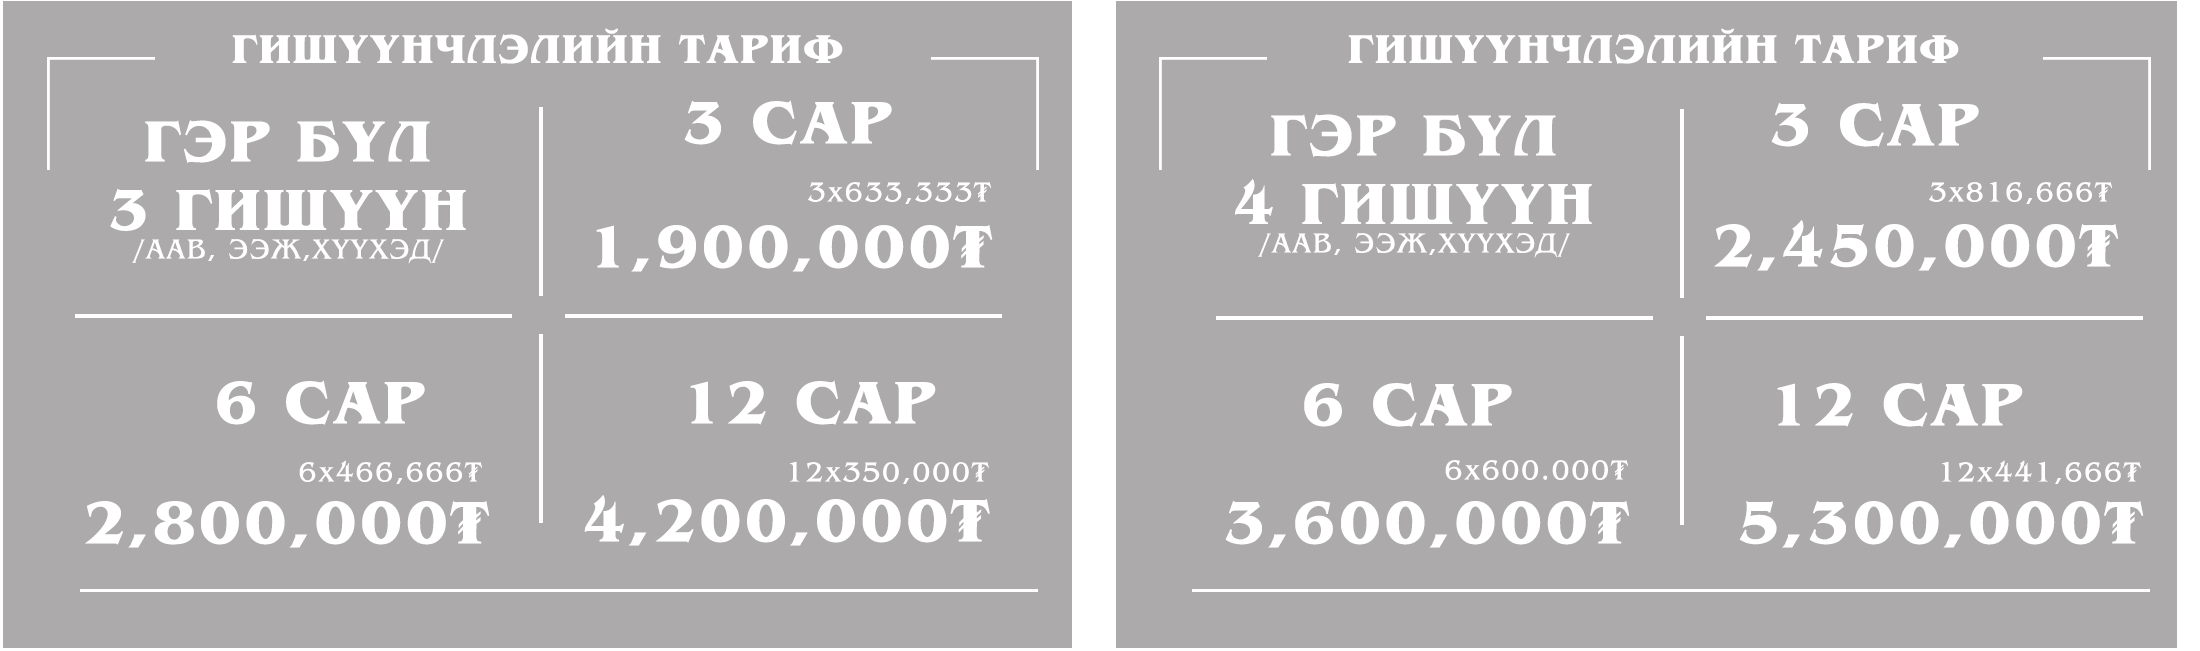 ГИШҮҮНЧЛЭЛИЙН ТАРИФ
ГЭР БҮЛ
3 ГИШҮҮН
/ААВ, ЭЭЖ,ХҮҮХЭД/
3 САР
3x633,333₮
1,900,000₮
6 САР
6x466,666₮
2,800,000₮
12 САР
12x350,000₮
4,200,000₮
ГИШҮҮНЧЛЭЛИЙН ТАРИФ
ГЭР БҮЛ
4 ГИШҮҮН
/ААВ, ЭЭЖ,ХҮҮХЭД/
3 САР
3x816,666₮
2,450,000₮
6 САР
6x600.000₮
3,600,000₮
12 САР
12x441,666₮
5,300,000₮